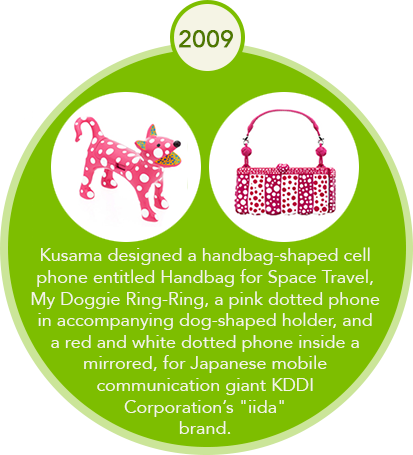 2009
Kusama designed a handbag-shaped cell
phone entitled Handbag for Space Travel,
My Doggie Ring-Ring, a pink dotted phone
in accompanying dog-shaped holder, and
a red and white dotted phone inside a
mirrored, for Japanese mobile
communication giant KDDI
Corporation's "iida"
brand.